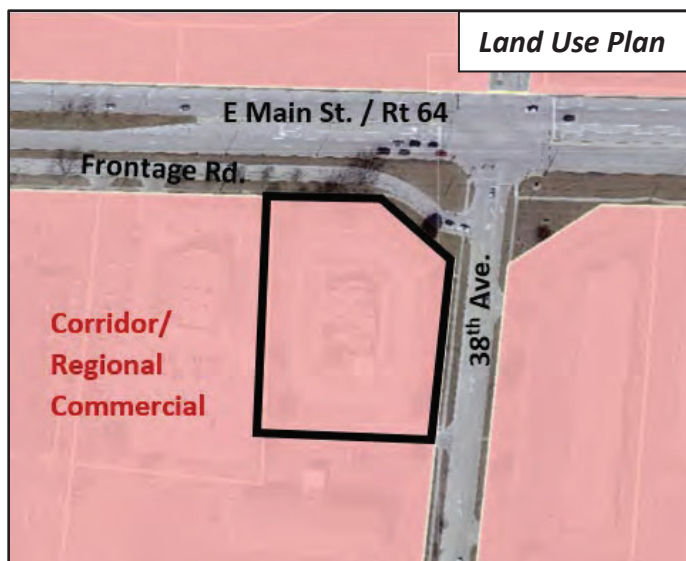 Land Use Plan
E Main St. / Rt 64
Frontage Rd.
38th Ave.
Corridor/
Regional
Commercial